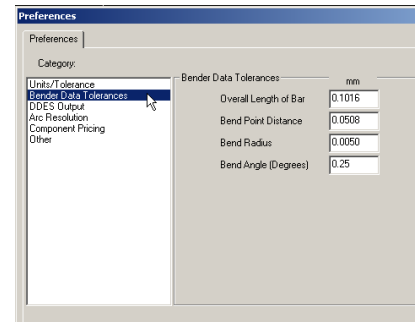 Preferences
Preferences
Category:
Units/Tolerance
Bender Data Tolerances
DDES Output
Arc Resolution
Component Pricing
Other
Bender Data Tolerances
mm
Overall Length of Bar 0.1016
Bend Point Distance 0.0508
Bend Radius 0.0050
Bend Angle (Degrees) 0.25